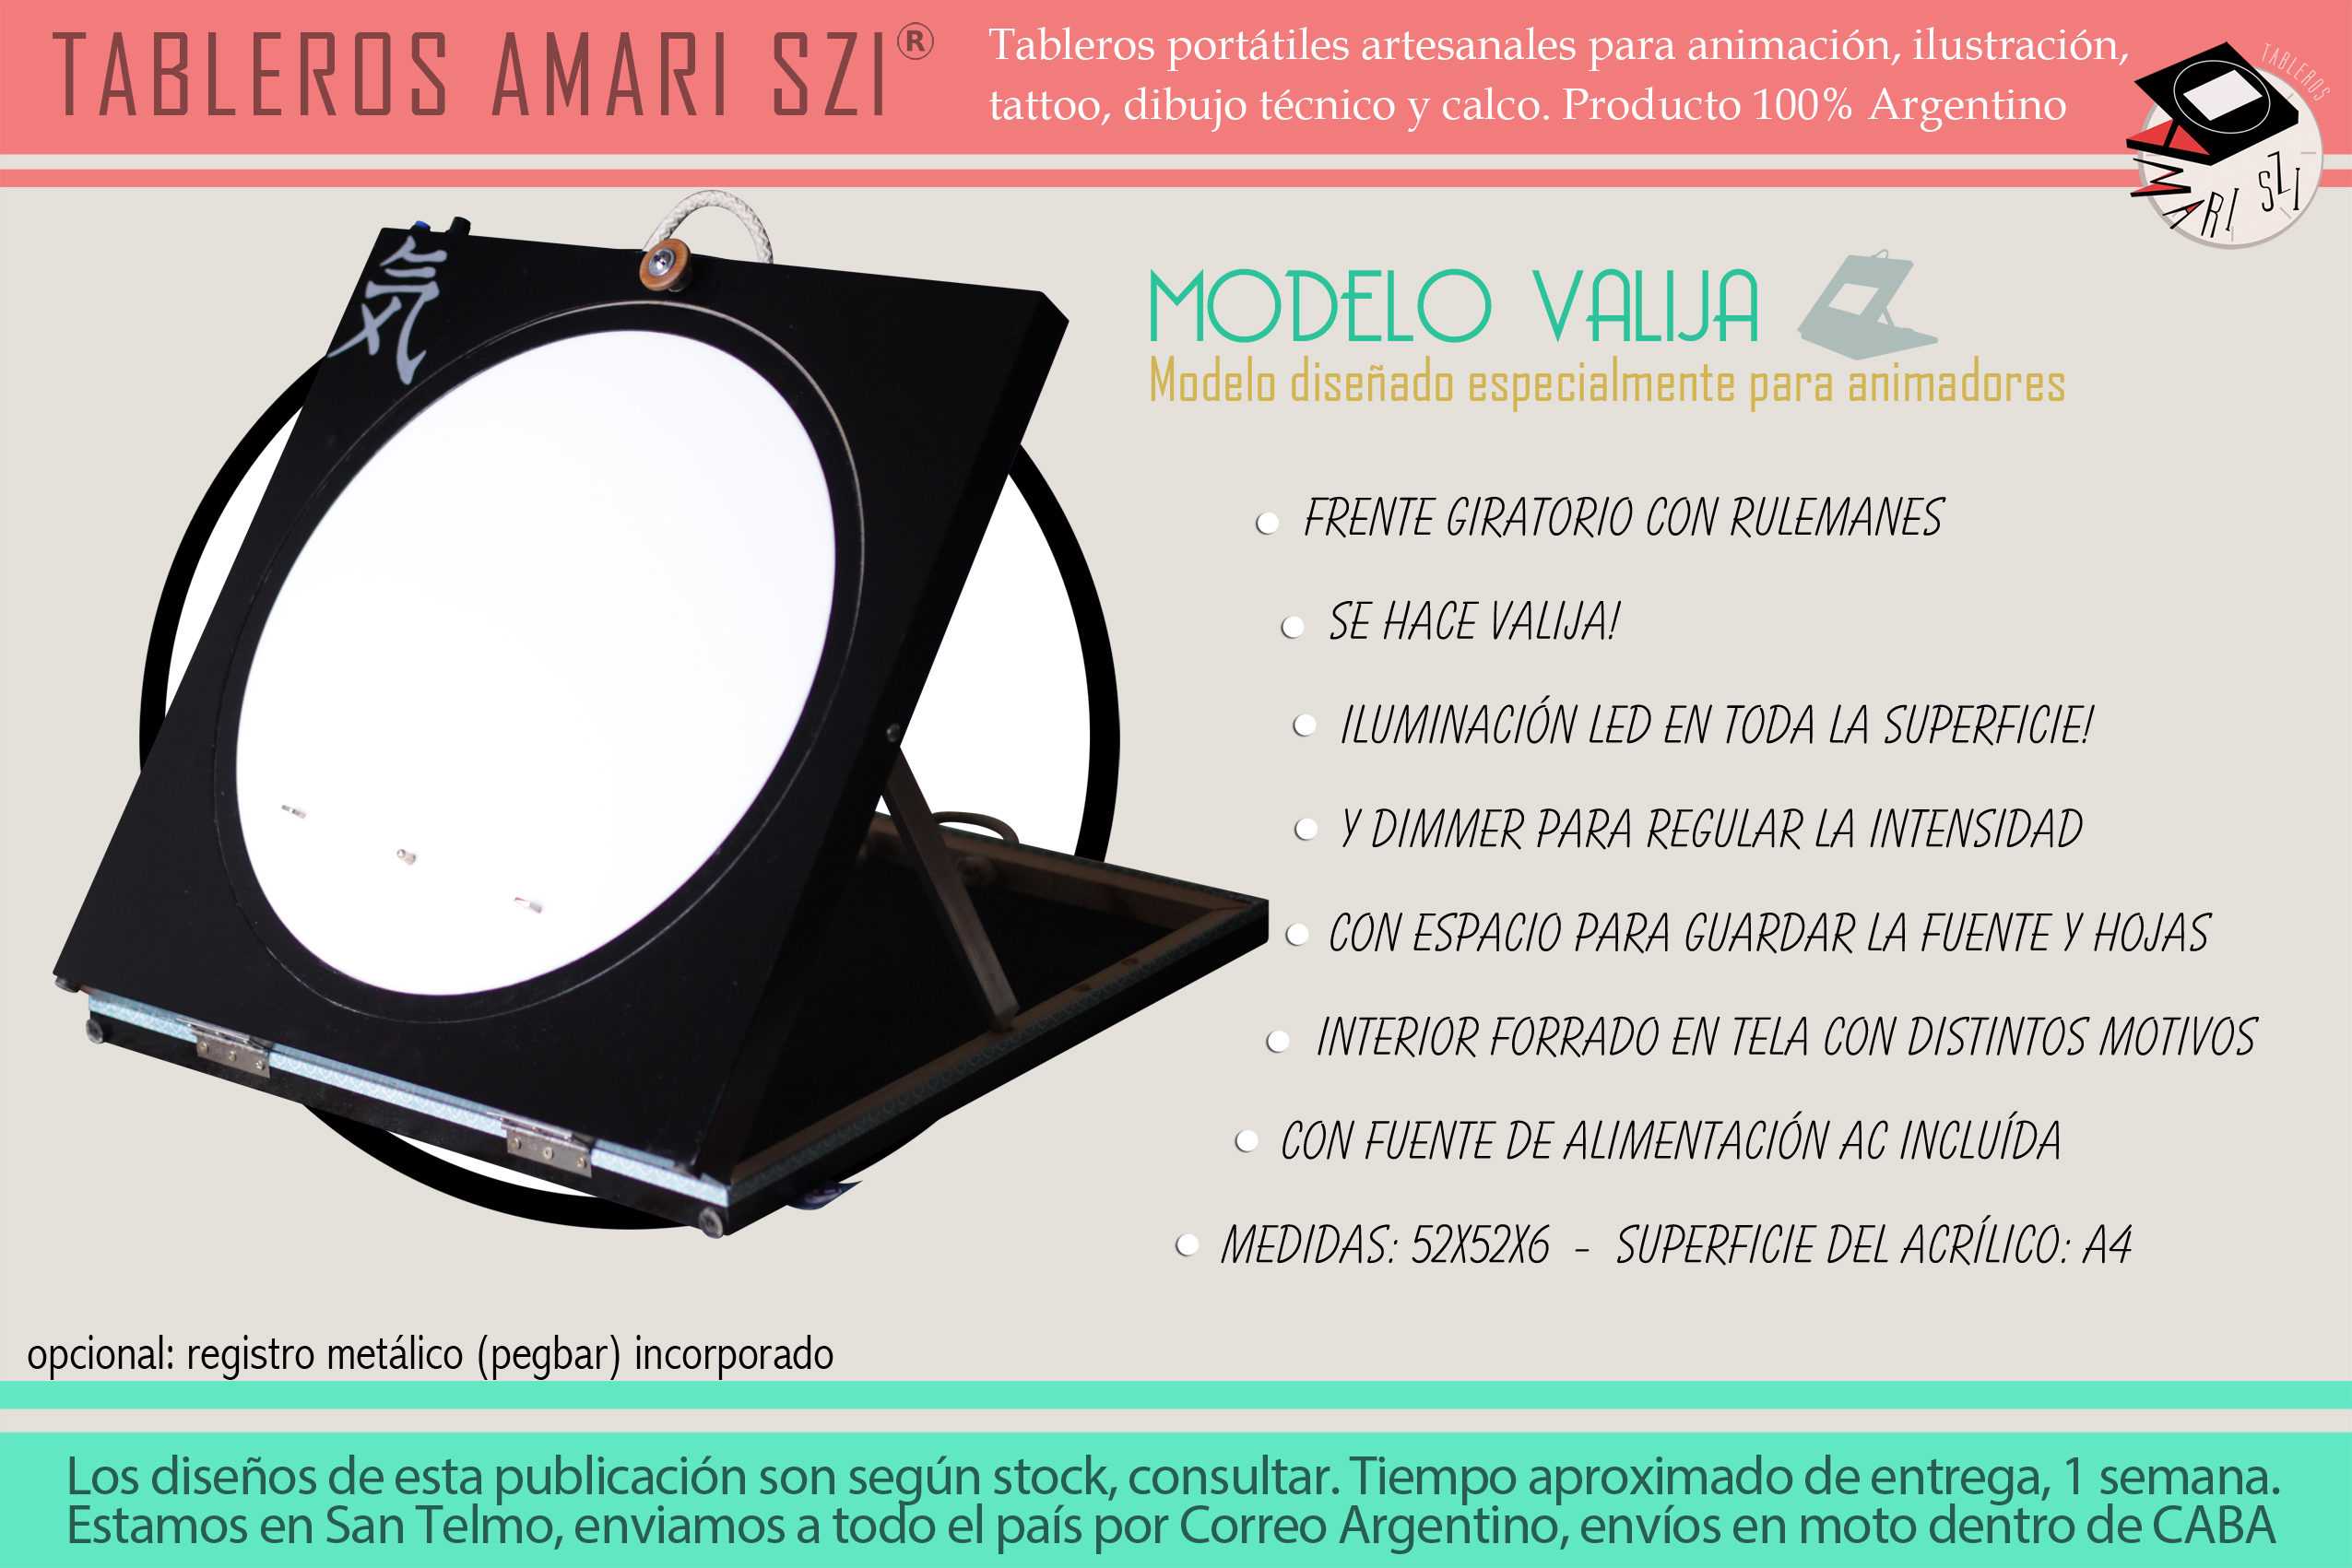 TABLEROS AMARI SZI®
Tableros portátiles artesanales para animación, ilustración,
tattoo, dibujo técnico y calco. Producto 100% Argentino
TABLEROS
AMARI SZI
気
MODELO VALIJA
Modelo diseñado especialmente para animadores
FRENTE GIRATORIO CON RULEMANES
SE HACE VALIJA!
ILUMINACIÓN LED EN TODA LA SUPERFICIE!
Y DIMMER PARA REGULAR LA INTENSIDAD
CON ESPACIO PARA GUARDAR LA FUENTE Y HOJAS
INTERIOR FORRADO EN TELA CON DISTINTOS MOTIVOS
CON FUENTE DE ALIMENTACIÓN AC INCLUÍDA
MEDIDAS: 52X52X6 - SUPERFICIE DEL ACRÍLICO: A4
opcional: registro metálico (pegbar) incorporado
Los diseños de esta publicación son según stock, consultar. Tiempo aproximado de entrega, 1 semana.
Estamos en San Telmo, enviamos a todo el país por Correo Argentino, envíos en moto dentro de CABA